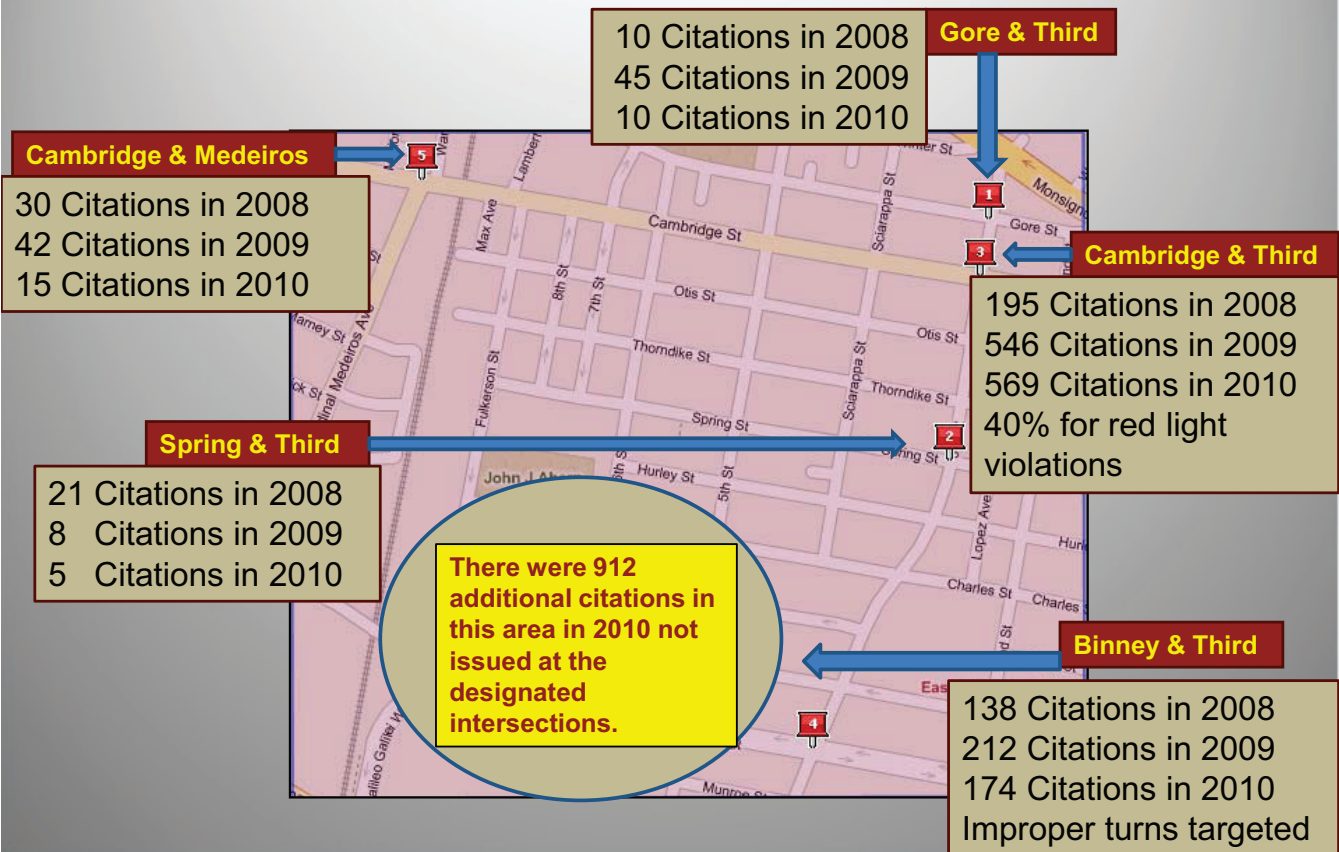 10 Citations in 2008
45 Citations in 2009
10 Citations in 2010
Gore & Third
Cambridge & Medeiros
30 Citations in 2008
42 Citations in 2009
15 Citations in 2010
Cambridge & Third
195 Citations in 2008
546 Citations in 2009
569 Citations in 2010
40% for red light
violations
Spring & Third
21 Citations in 2008
8 Citations in 2009
5 Citations in 2010
There were 912
additional citations in
this area in 2010 not
issued at the
designated
intersections.
Binney & Third
138 Citations in 2008
212 Citations in 2009
174 Citations in 2010
Improper turns targeted
5
1
3
2
4
Max Ave
Cambridge St
Sciarappa St
Gore St
8th St
7th St
Otis St
Otis St
Thorndike St
Sciarappa St
Thorndike St
Fulkerson St
Spring St
Hurley St
5th St
John J
Lopez Ave
Charles St
Charles
Medeiros
St
St